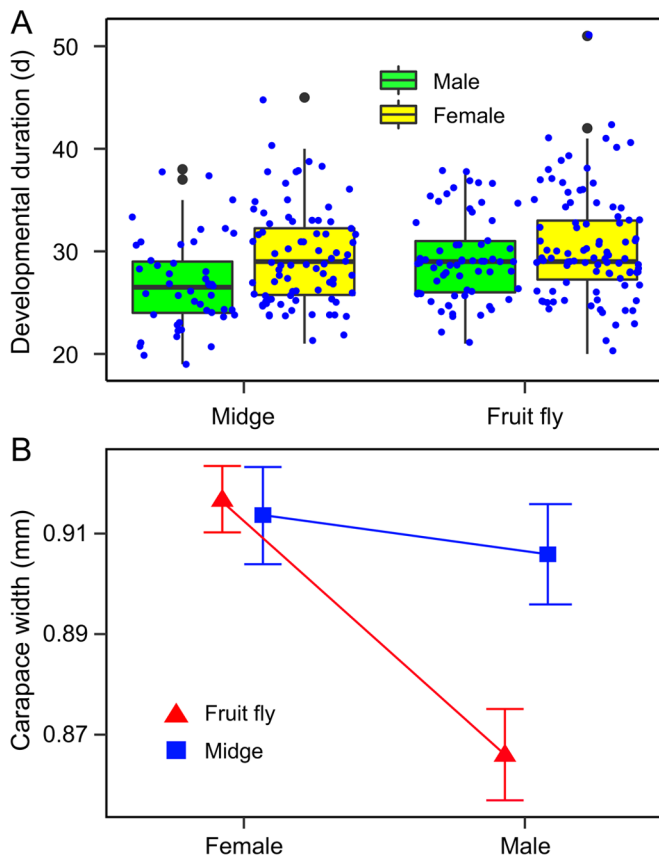 A
Developmental duration (d)
50
40
30
20
Male
Female
Midge
Fruit fly
B
Carapace width (mm)
0.91
0.89
0.87
Fruit fly
Midge
Female
Male